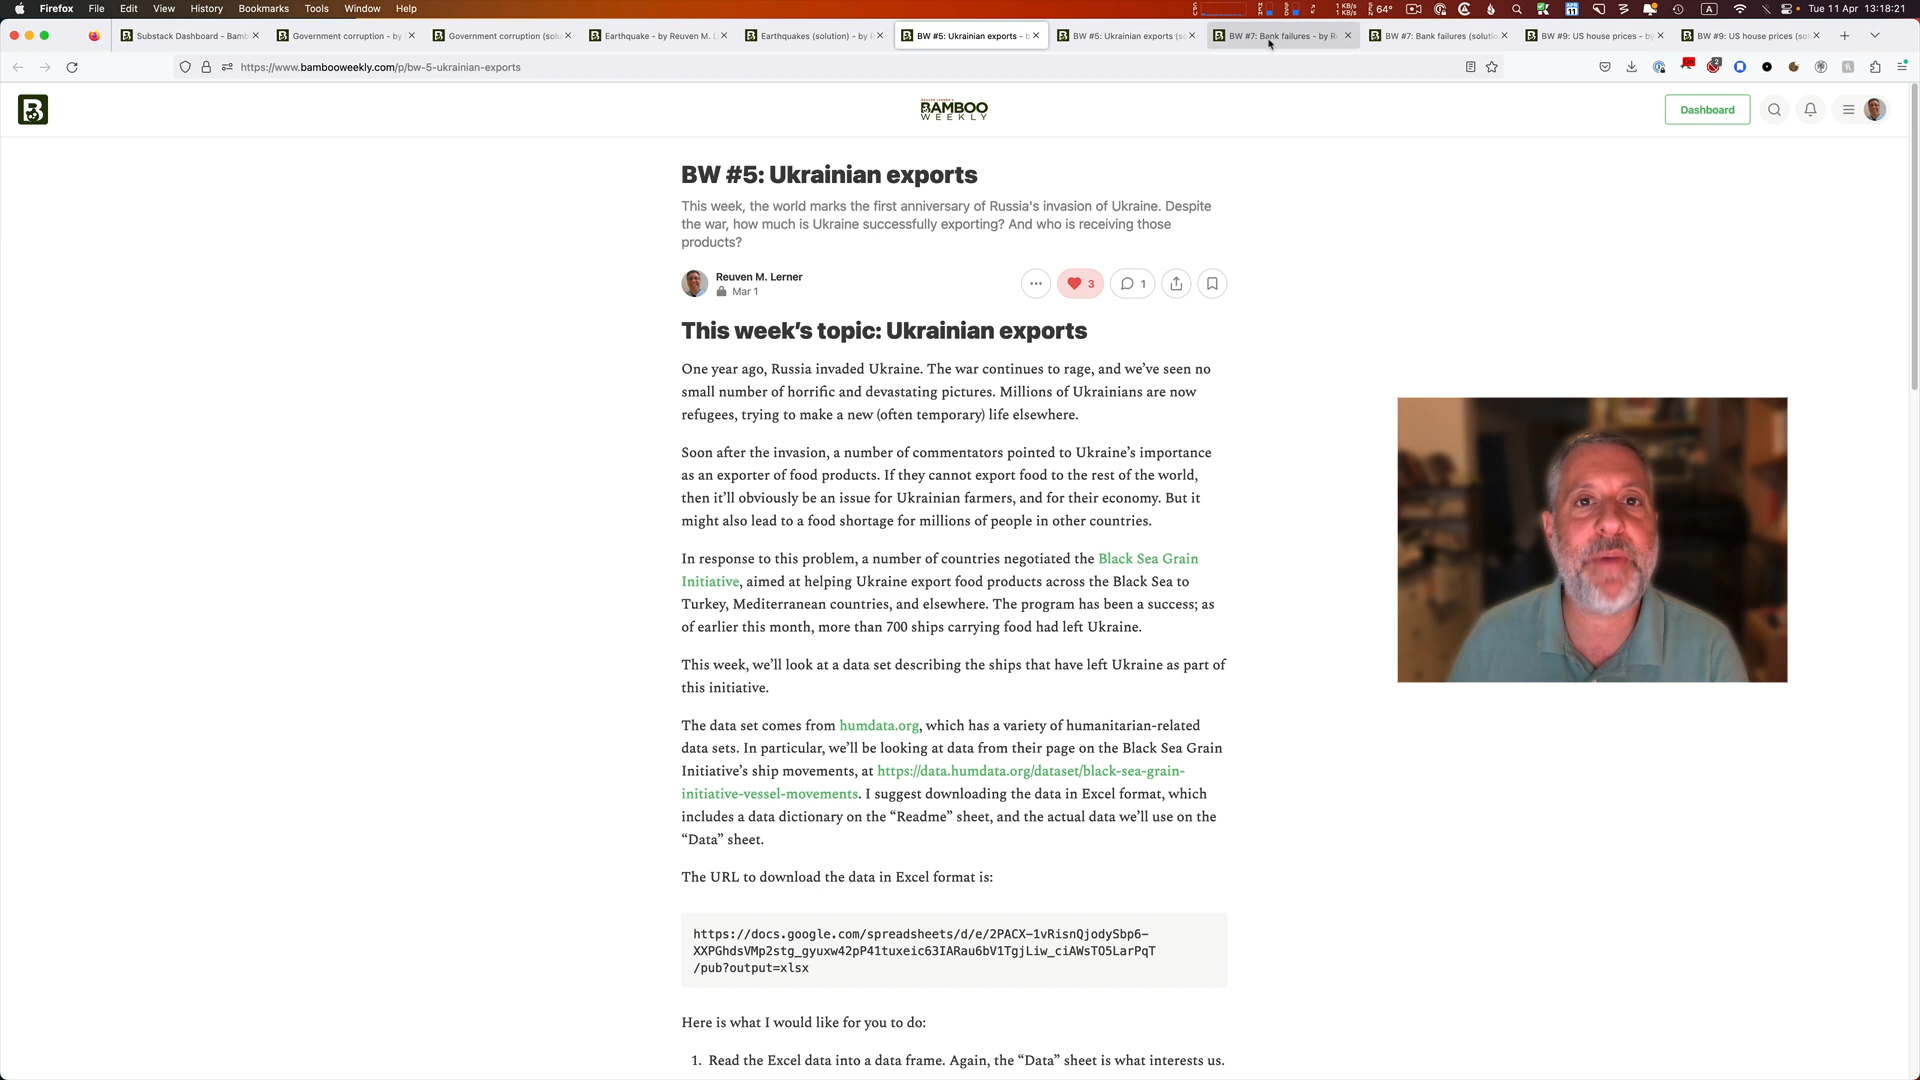 Firefox File Edit View History Bookmarks Tools Window Help
1 KB/s
1 KB/s
64°
APR
11
A
Tue 11 Apr 13:18:21
Substack Dashboard - Bamb
Government corruption - by
Government corruption (solu
Earthquake - by Reuven M. L
Earthquakes (solution) - by R
BW #5: Ukrainian exports - b
BW #5: Ukrainian exports (so
BW #7: Bank failures - by Re
BW #7: Bank failures (solutio
BW #9: US house prices - by
BW #9: US house prices (sol
https://www.bambooweekly.com/p/bw-5-ukrainian-exports
2
B
BAMBOO
WEEKLY
Dashboard
BW #5: Ukrainian exports
This week, the world marks the first anniversary of Russia's invasion of Ukraine. Despite
the war, how much is Ukraine successfully exporting? And who is receiving those
products?
Reuven M. Lerner
Mar 1
3
1
This week's topic: Ukrainian exports
One year ago, Russia invaded Ukraine. The war continues to rage, and we've seen no
small number of horrific and devastating pictures. Millions of Ukrainians are now
refugees, trying to make a new (often temporary) life elsewhere.
Soon after the invasion, a number of commentators pointed to Ukraine's importance
as an exporter of food products. If they cannot export food to the rest of the world,
then it'll obviously be an issue for Ukrainian farmers, and for their economy. But it
might also lead to a food shortage for millions of people in other countries.
In response to this problem, a number of countries negotiated the Black Sea Grain
Initiative, aimed at helping Ukraine export food products across the Black Sea to
Turkey, Mediterranean countries, and elsewhere. The program has been a success; as
of earlier this month, more than 700 ships carrying food had left Ukraine.
This week, we'll look at a data set describing the ships that have left Ukraine as part of
this initiative.
The data set comes from humdata.org, which has a variety of humanitarian-related
data sets. In particular, we'll be looking at data from their page on the Black Sea Grain
Initiative's ship movements, at https://data.humdata.org/dataset/black-sea-grain-
initiative-vessel-movements. I suggest downloading the data in Excel format, which
includes a data dictionary on the “Readme” sheet, and the actual data we'll use on the
“Data” sheet.
The URL to download the data in Excel format is:
https://docs.google.com/spreadsheets/d/e/2PACX-1vRisnQjodySbp6-
XXPGhdsVMp2stg_gyuxw42pP41tuxeic63IARau6bV1TgjLiw_ciAWsTO5LarPqT
/pub?output=xlsx
Here is what I would like for you to do:
1. Read the Excel data into a data frame. Again, the “Data” sheet is what interests us.